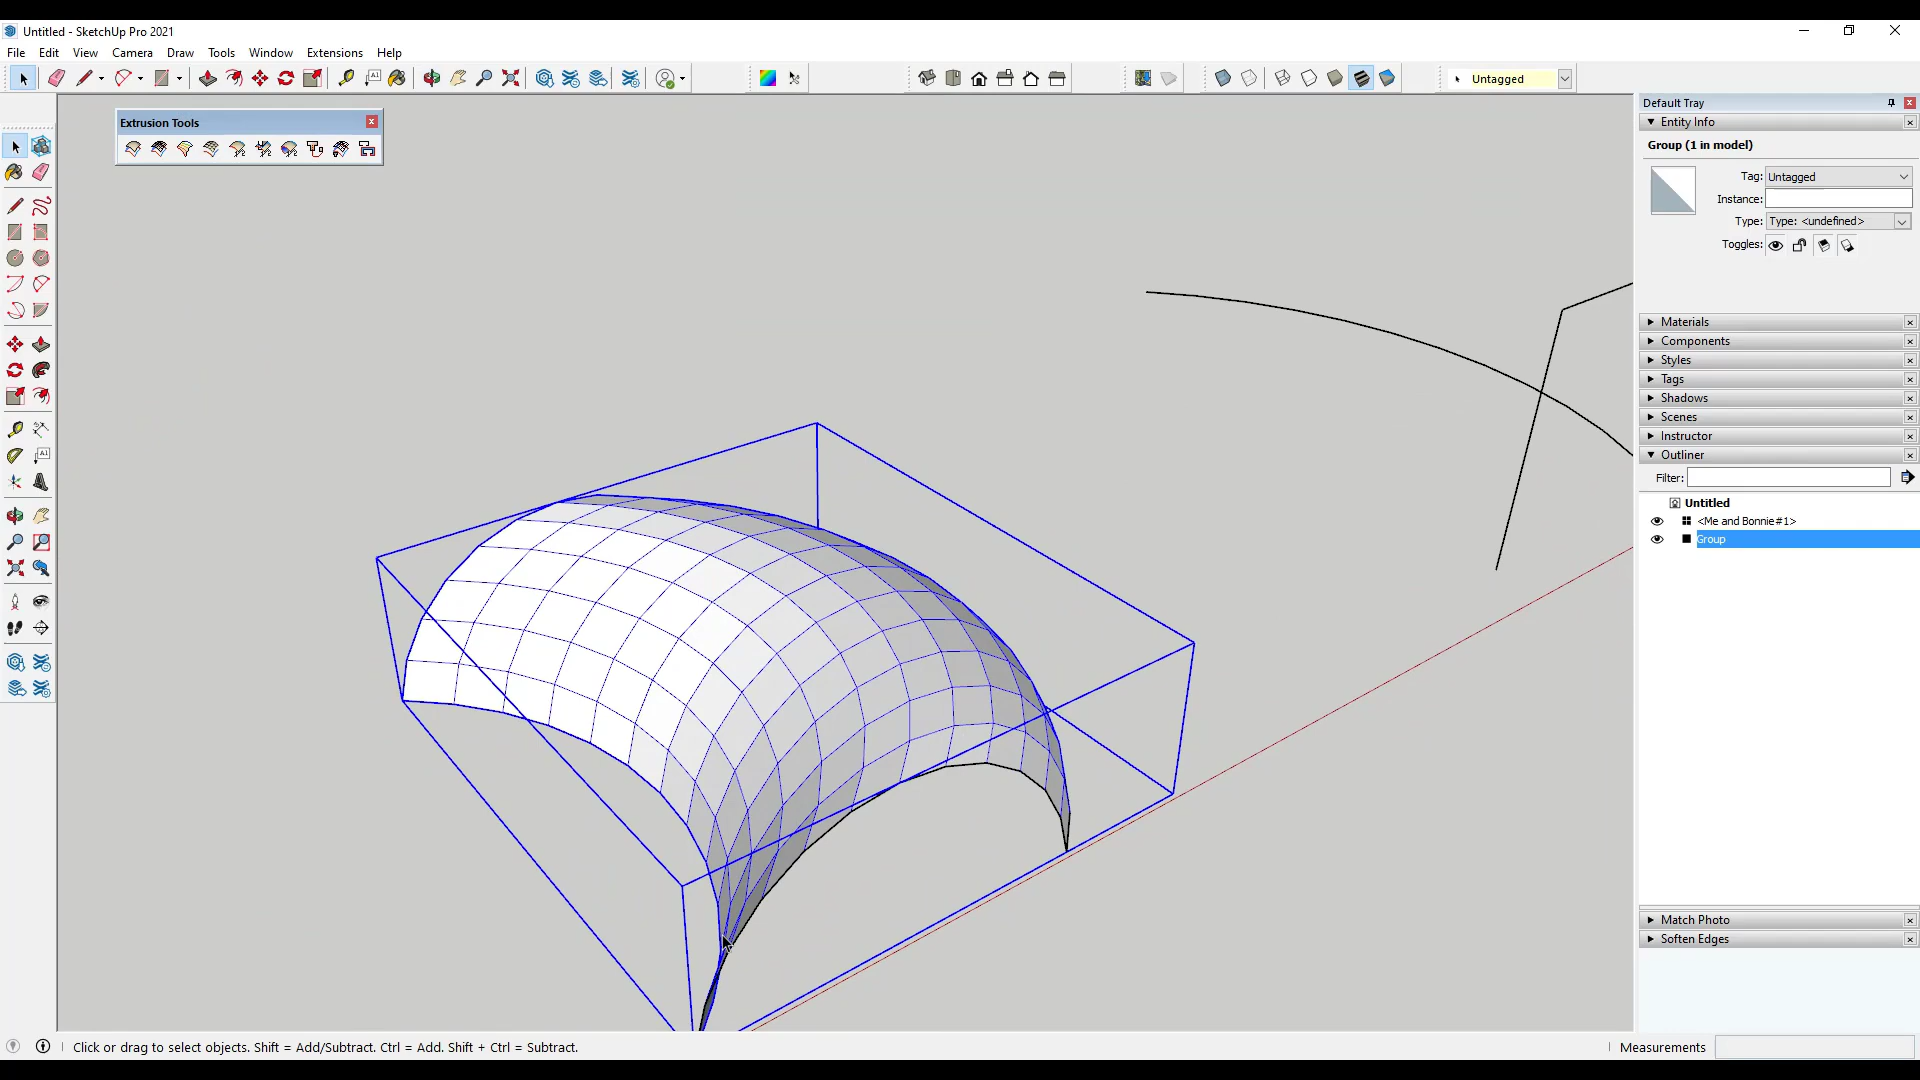 Untitled - SketchUp Pro 2021
File Edit View Camera Draw Tools Window Extensions Help
Untagged
Extrusion Tools
Default Tray
Entity Info
Group (1 in model)
Tag: Untagged
Instance:
Type: Type: <undefined>
Toggles:
Materials
Components
Styles
Tags
Shadows
Scenes
Instructor
Outliner
Filter:
Untitled
<Me and Bonnie#1>
Group
Match Photo
Soften Edges
Click or drag to select objects. Shift = Add/Subtract. Ctrl = Add. Shift + Ctrl = Subtract.
Measurements